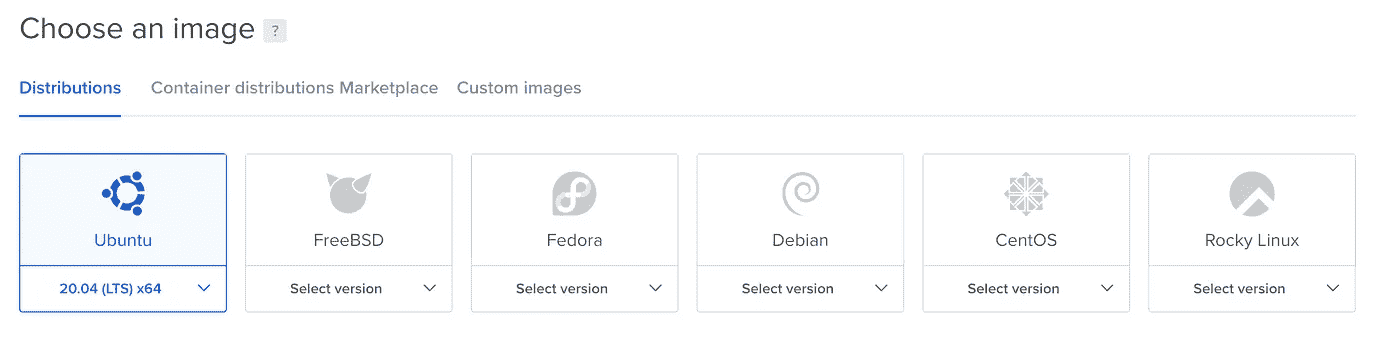 Choose an image ?
Distributions Container distributions Marketplace Custom images
Ubuntu FreeBSD Fedora Debian CentOS Rocky Linux
20.04 (LTS) x64 Select version Select version Select version Select version Select version